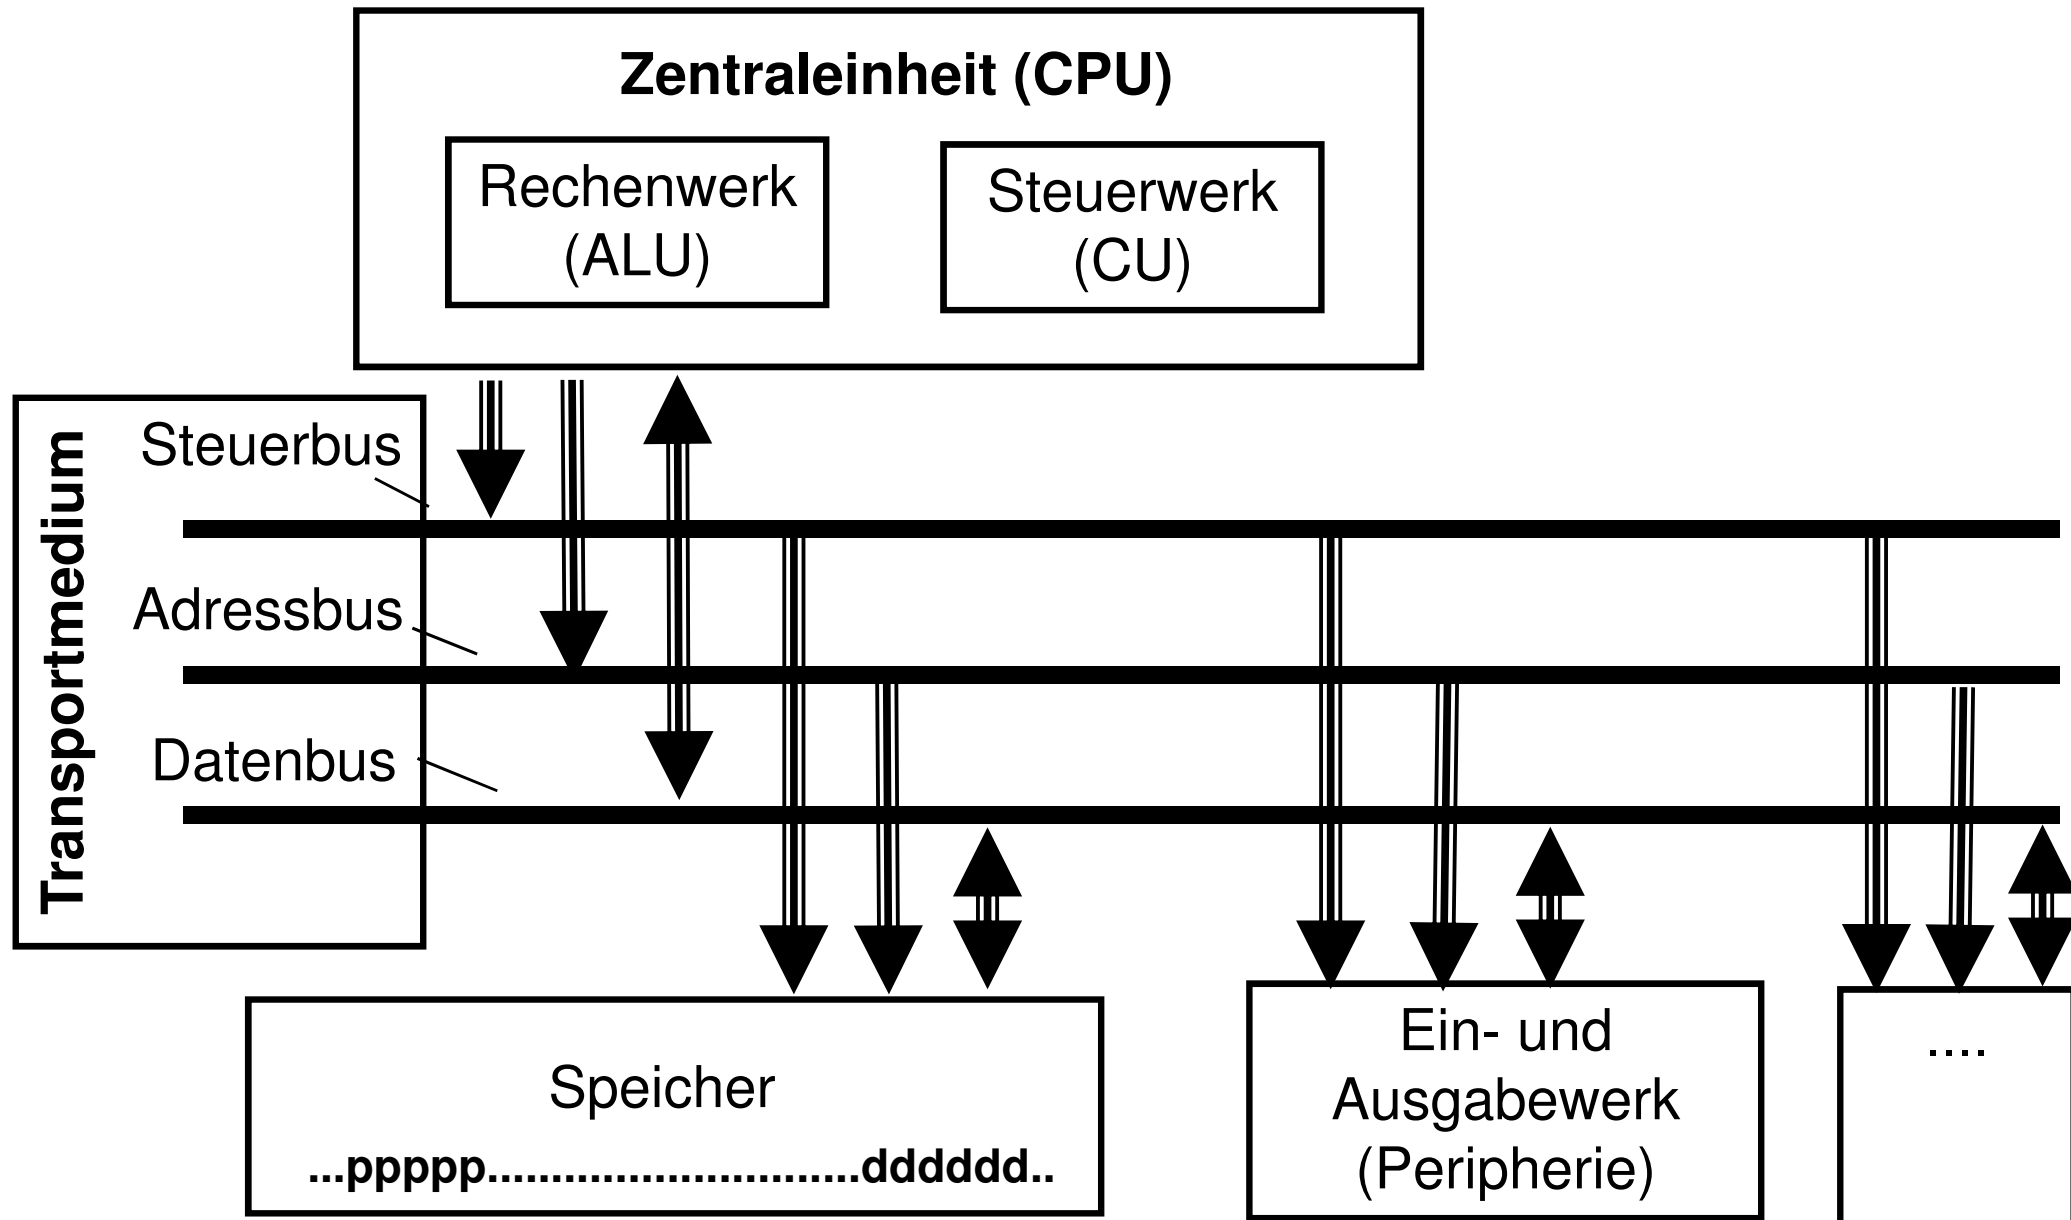 Zentraleinheit (CPU)
Rechenwerk
(ALU)
Steuerwerk
(CU)
Transportmedium
Steuerbus
Adressbus
Datenbus
Speicher
...ppppp.............................dddddd..
Ein- und
Ausgabewerk
(Peripherie)
....